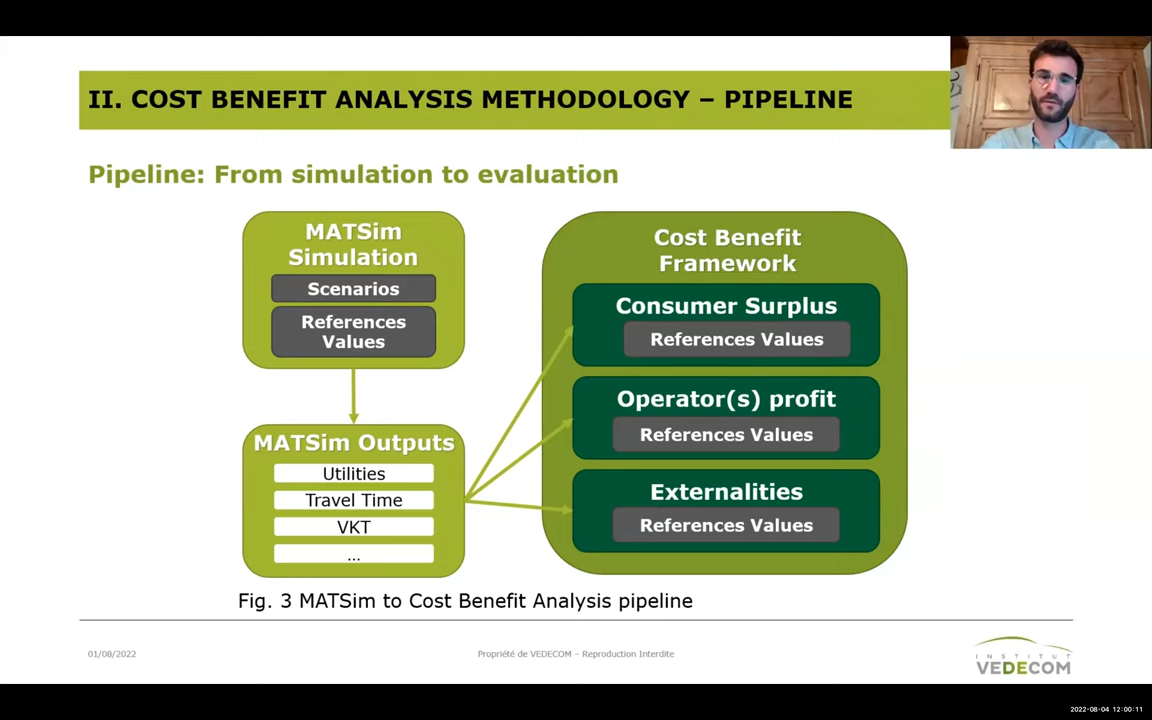 II. COST BENEFIT ANALYSIS METHODOLOGY – PIPELINE
Pipeline: From simulation to evaluation
MATSim
Simulation
Scenarios
References
Values
MATSim Outputs
Utilities
Travel Time
VKT
...
Cost Benefit
Framework
Consumer Surplus
References Values
Operator(s) profit
References Values
Externalities
References Values
Fig. 3 MATSim to Cost Benefit Analysis pipeline
01/08/2022
Propriété de VEDECOM – Reproduction Interdite
INSTITUT
VEDECOM
2022-08-04 12:00:11